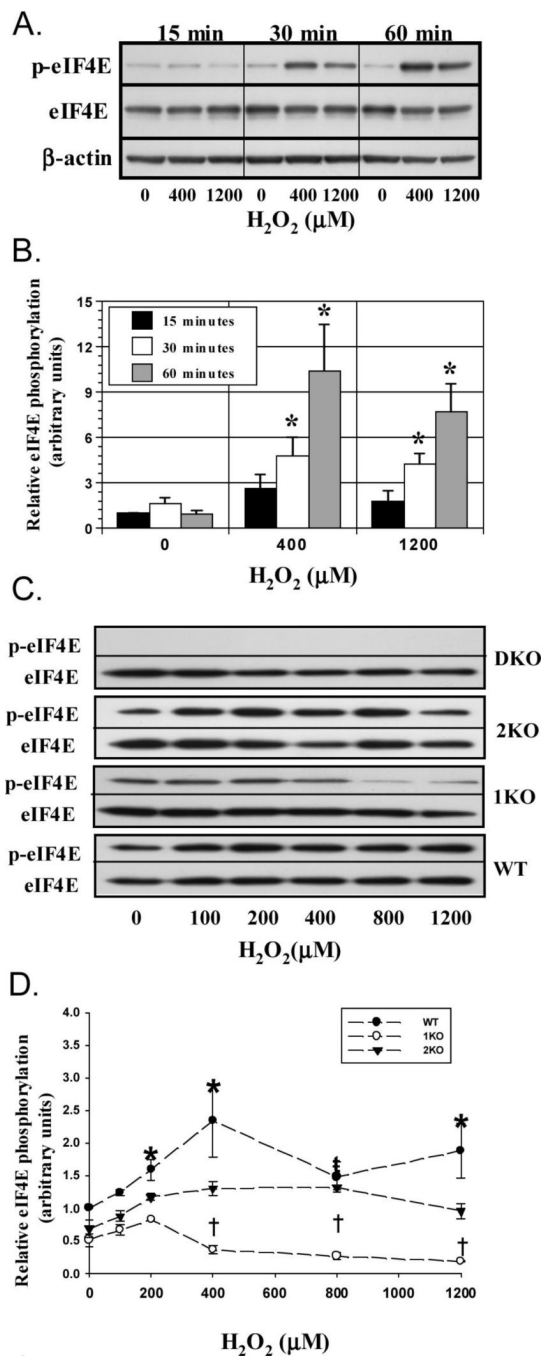 A.
15 min 30 min 60 min
p-eIF4E
eIF4E
β-actin
0 400 1200 0 400 1200 0 400 1200
H₂O₂ (μM)
B.
Relative eIF4E phosphorylation
(arbitrary units)
15
12
9
6
3
0
15 minutes
30 minutes
60 minutes
*
*
*
*
0 400 1200
H₂O₂ (μM)
C.
p-eIF4E
eIF4E
DKO
p-eIF4E
eIF4E
2KO
p-eIF4E
eIF4E
1KO
p-eIF4E
eIF4E
WT
0 100 200 400 800 1200
H₂O₂(μM)
D.
Relative eIF4E phosphorylation
(arbitrary units)
4.0
3.5
3.0
2.5
2.0
1.5
1.0
0.5
0.0
WT
1KO
2KO
*
*
*
†
†
†
0 200 400 600 800 1000 1200
H₂O₂ (μM)